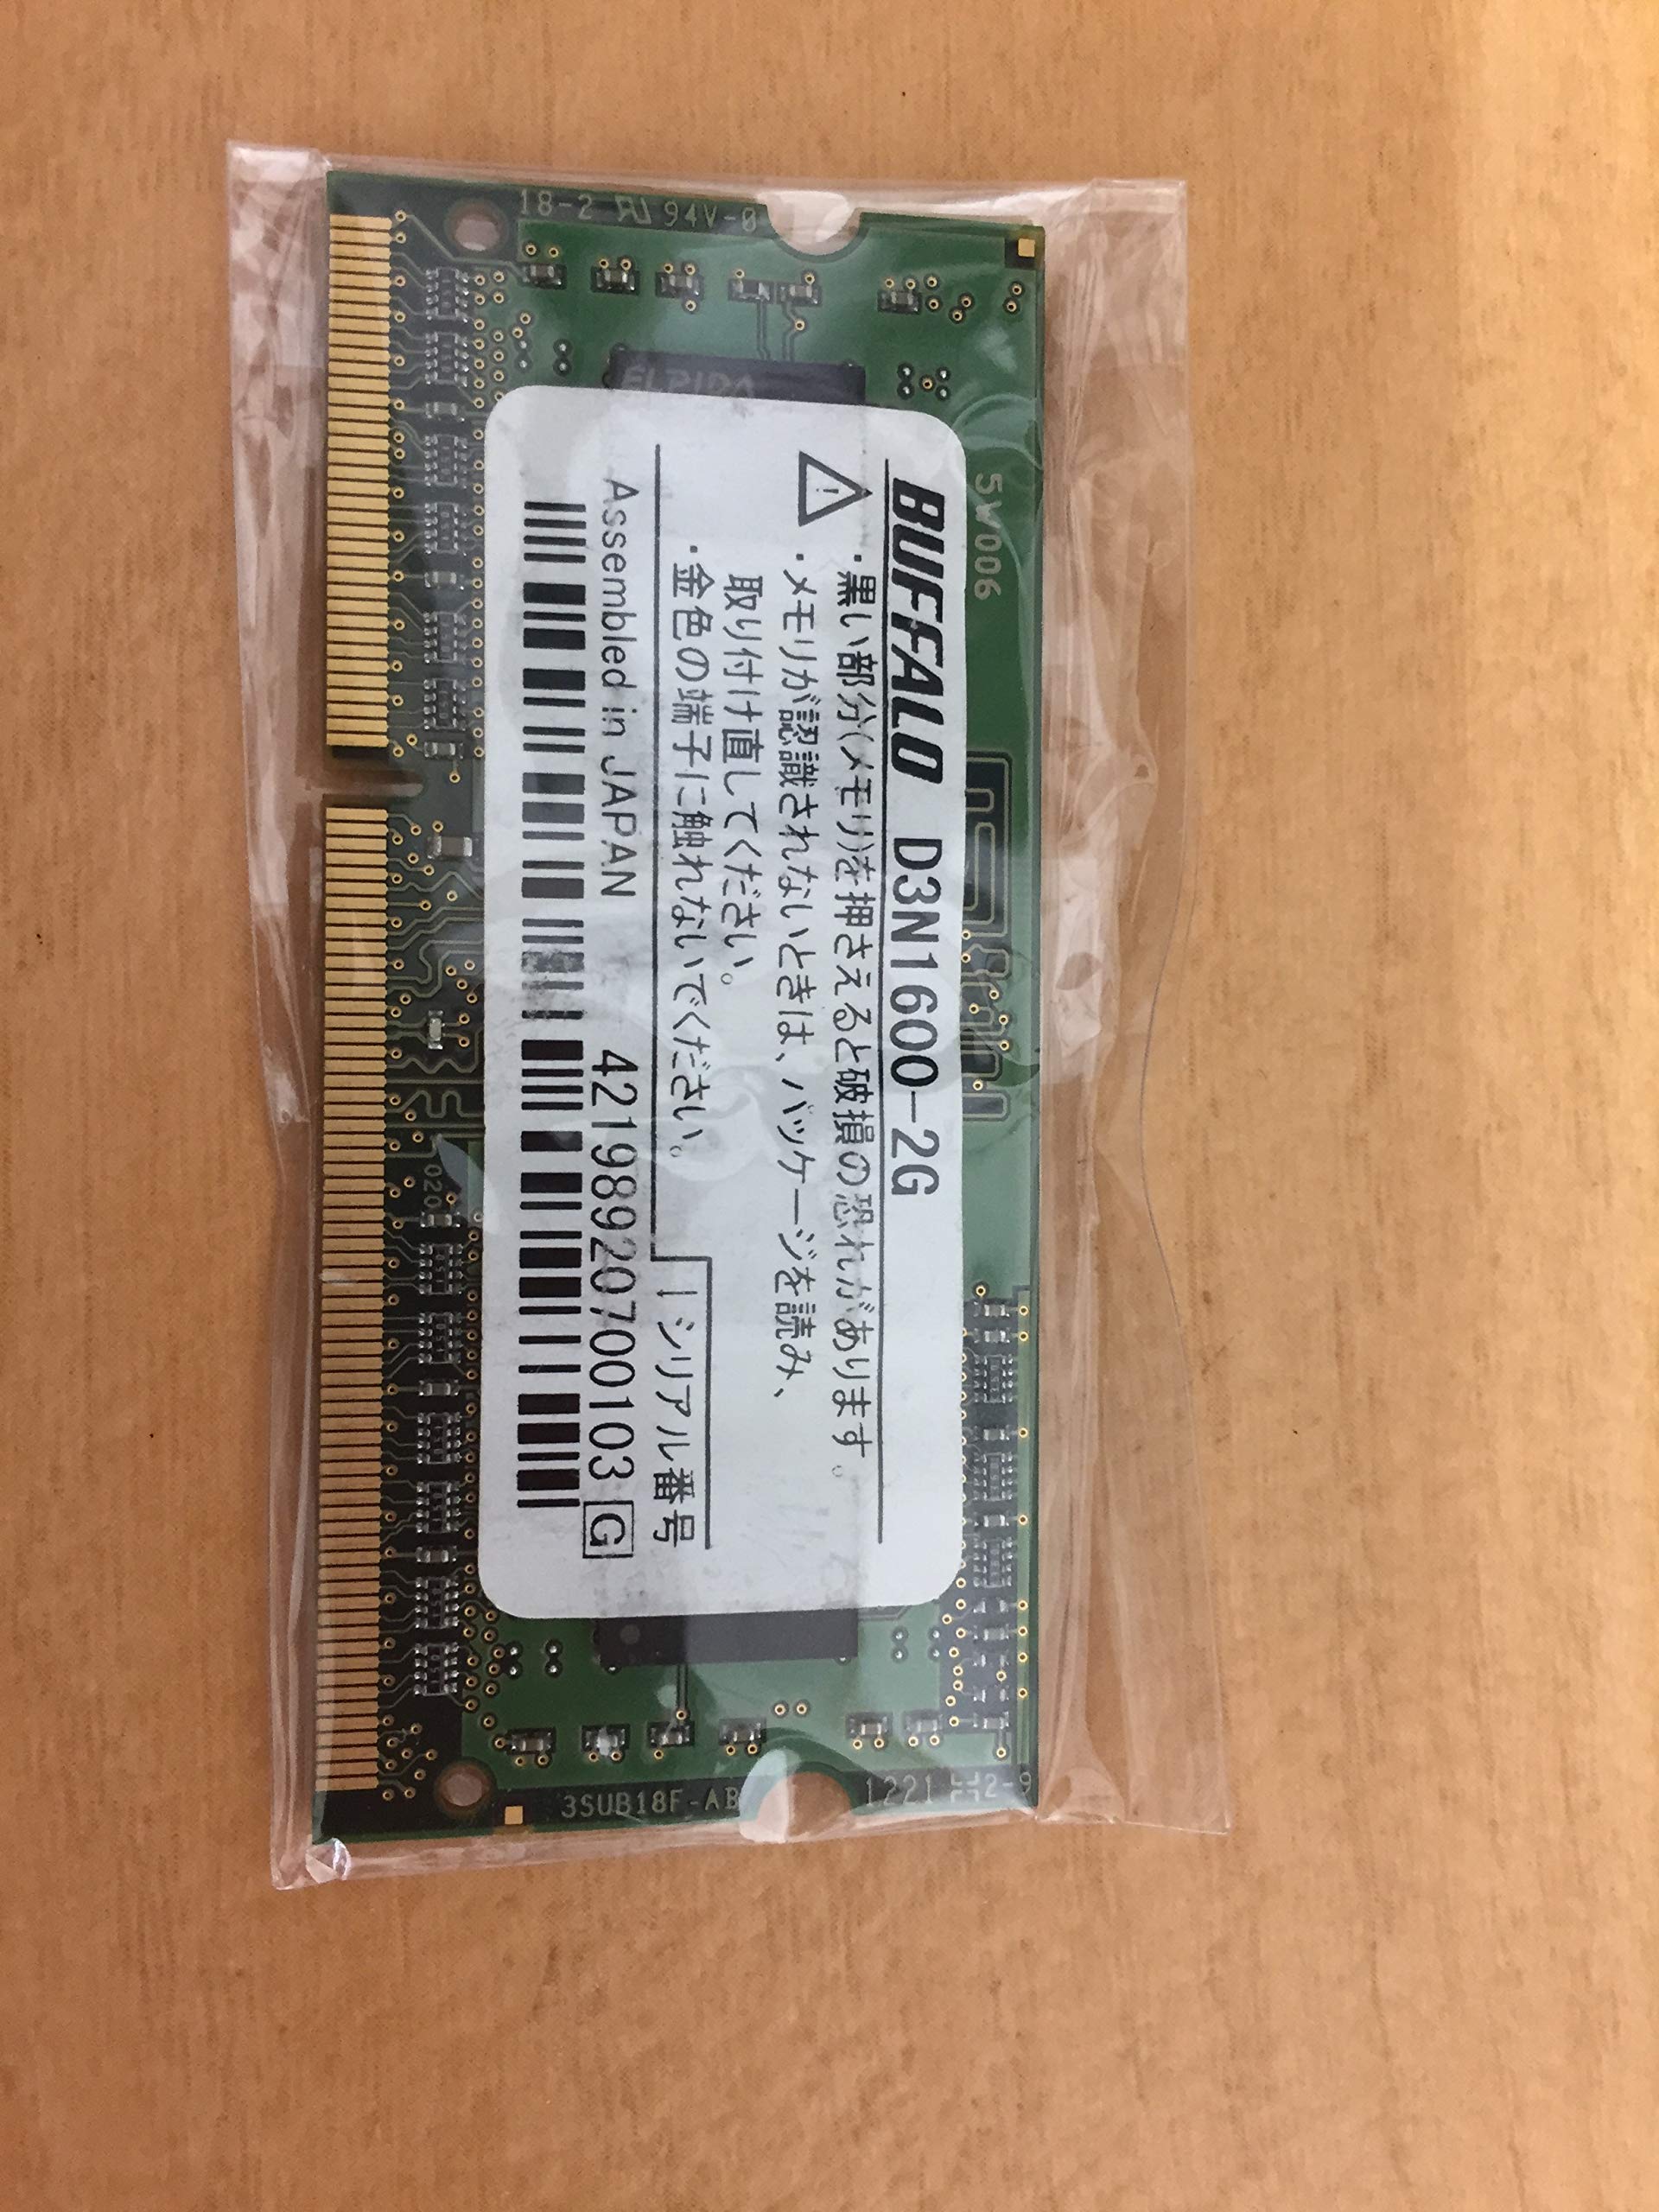 18-2 94V-0
ELPIDA
5W006
BUFFALO D3N1600-2G
・黒い部分(メモリ)を押さえると破損の恐れがあります。
・メモリが認識されないときは、パッケージを読み、
取り付け直してください。
・金色の端子に触れないでください。
シリアル番号
Assembled in JAPAN
42198920700103 G
020
3SUB18F-AB
1221
2-9